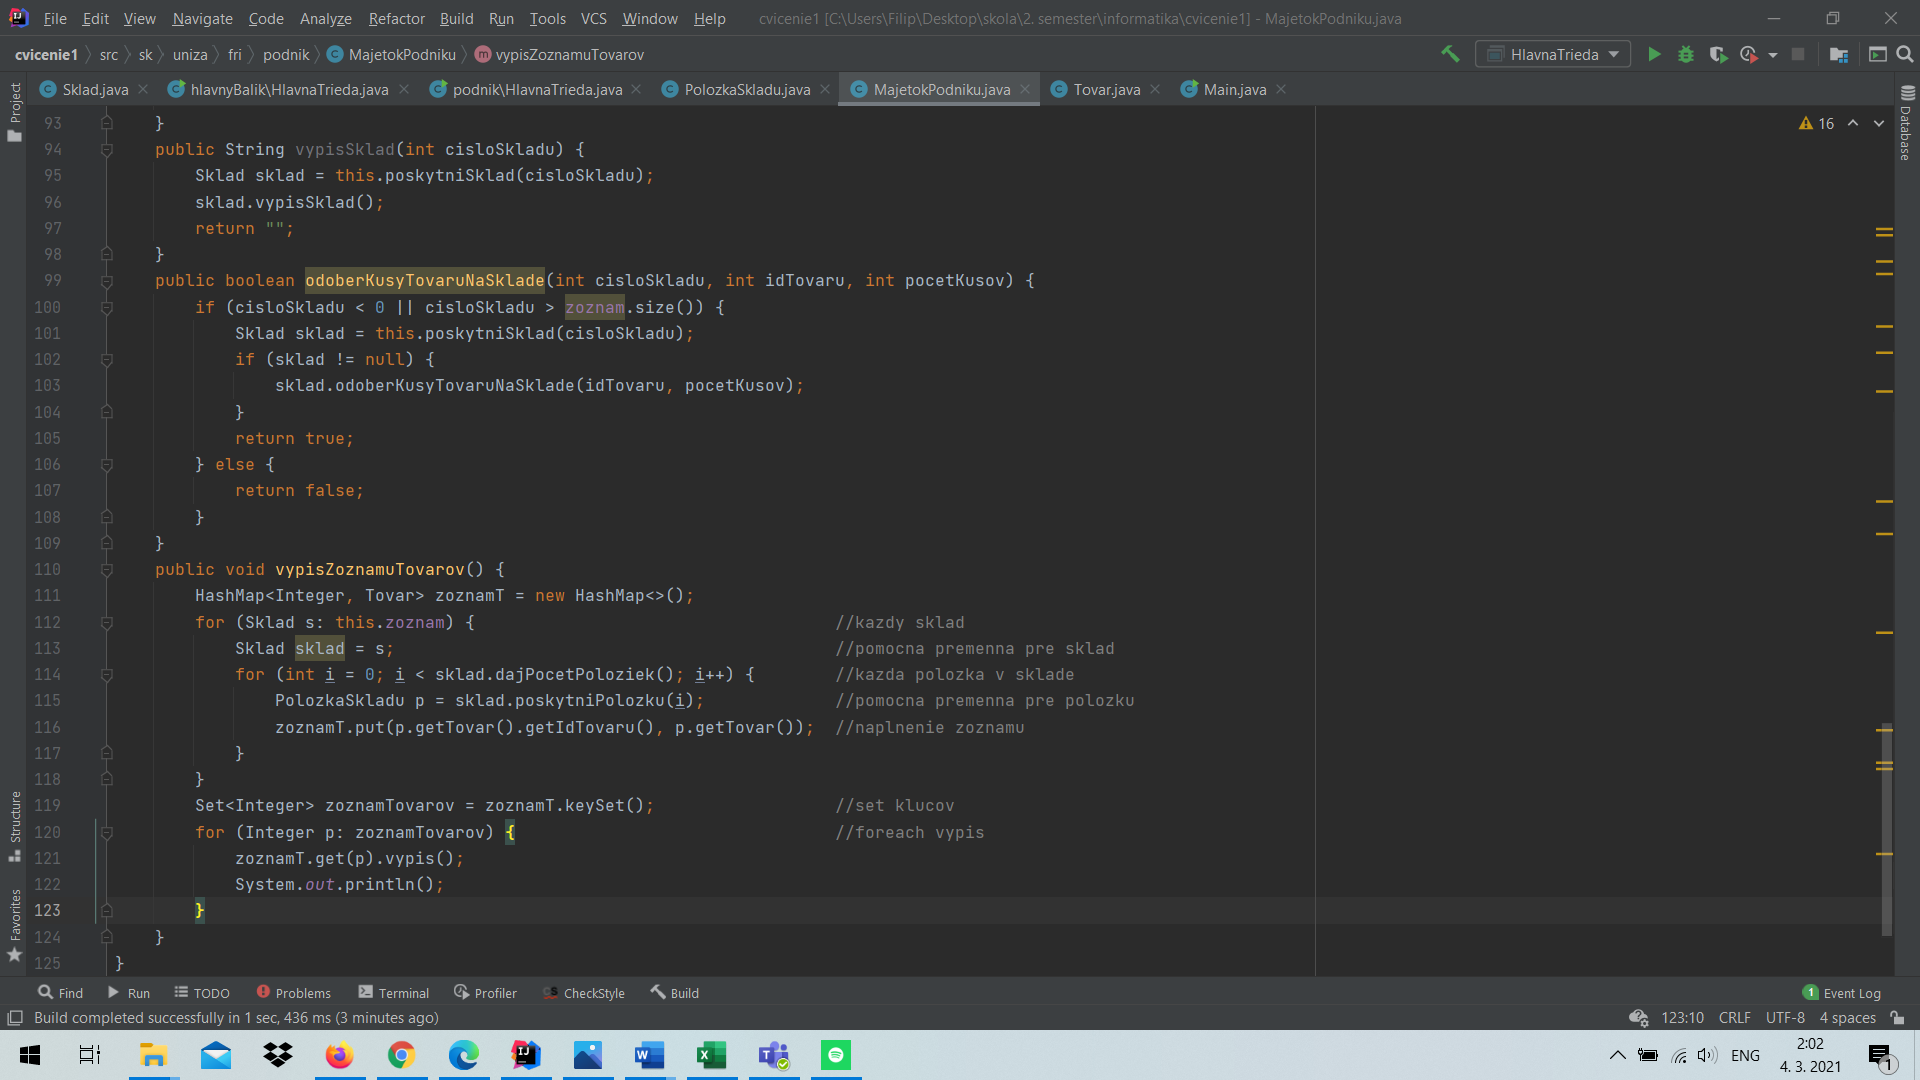 File Edit View Navigate Code Analyze Refactor Build Run Tools VCS Window Help cvicenie1 [C:\Users\Filip\Desktop\skola\2. semester\informatika\cvicenie1] - MajetokPodniku.java
cvicenie1 src sk uniza fri podnik MajetokPodniku vypisZoznamuTovarov HlavnaTrieda
Sklad.java hlavnyBalik\HlavnaTrieda.java podnik\HlavnaTrieda.java PolozkaSkladu.java MajetokPodniku.java Tovar.java Main.java
Project
Structure
Favorites
Database
16
93 }
94 public String vypisSklad(int cisloSkladu) {
95 Sklad sklad = this.poskytniSklad(cisloSkladu);
96 sklad.vypisSklad();
97 return "";
98 }
99 public boolean odoberKusyTovaruNaSklade(int cisloSkladu, int idTovaru, int pocetKusov) {
100 if (cisloSkladu < 0 || cisloSkladu > zoznam.size()) {
101 Sklad sklad = this.poskytniSklad(cisloSkladu);
102 if (sklad != null) {
103 sklad.odoberKusyTovaruNaSklade(idTovaru, pocetKusov);
104 }
105 return true;
106 } else {
107 return false;
108 }
109 }
110 public void vypisZoznamuTovarov() {
111 HashMap<Integer, Tovar> zoznamT = new HashMap<>();
112 for (Sklad s: this.zoznam) { //kazdy sklad
113 Sklad sklad = s; //pomocna premenna pre sklad
114 for (int i = 0; i < sklad.dajPocetPoloziek(); i++) { //kazda polozka v sklade
115 PolozkaSkladu p = sklad.poskytniPolozku(i); //pomocna premenna pre polozku
116 zoznamT.put(p.getTovar().getIdTovaru(), p.getTovar()); //naplnenie zoznamu
117 }
118 }
119 Set<Integer> zoznamTovarov = zoznamT.keySet(); //set klucov
120 for (Integer p: zoznamTovarov) { //foreach vypis
121 zoznamT.get(p).vypis();
122 System.out.println();
123 }
124 }
125 }
Find Run TODO Problems Terminal Profiler CheckStyle Build 1 Event Log
Build completed successfully in 1 sec, 436 ms (3 minutes ago) 123:10 CRLF UTF-8 4 spaces
ENG 2:02
4. 3. 2021
1